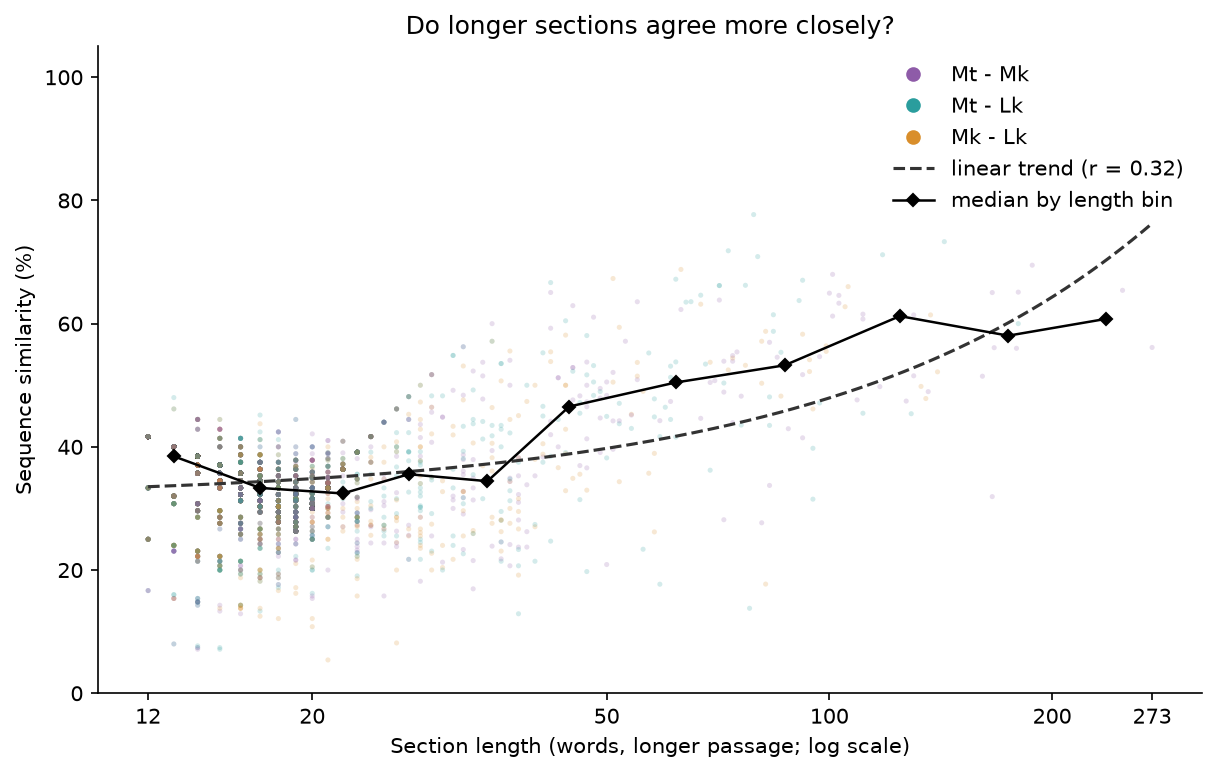 Do longer sections agree more closely?
Mt - Mk
Mt - Lk
Mk - Lk
linear trend (r = 0.32)
median by length bin
Sequence similarity (%)
100
80
60
40
20
0
12
20
50
100
200
273
Section length (words, longer passage; log scale)